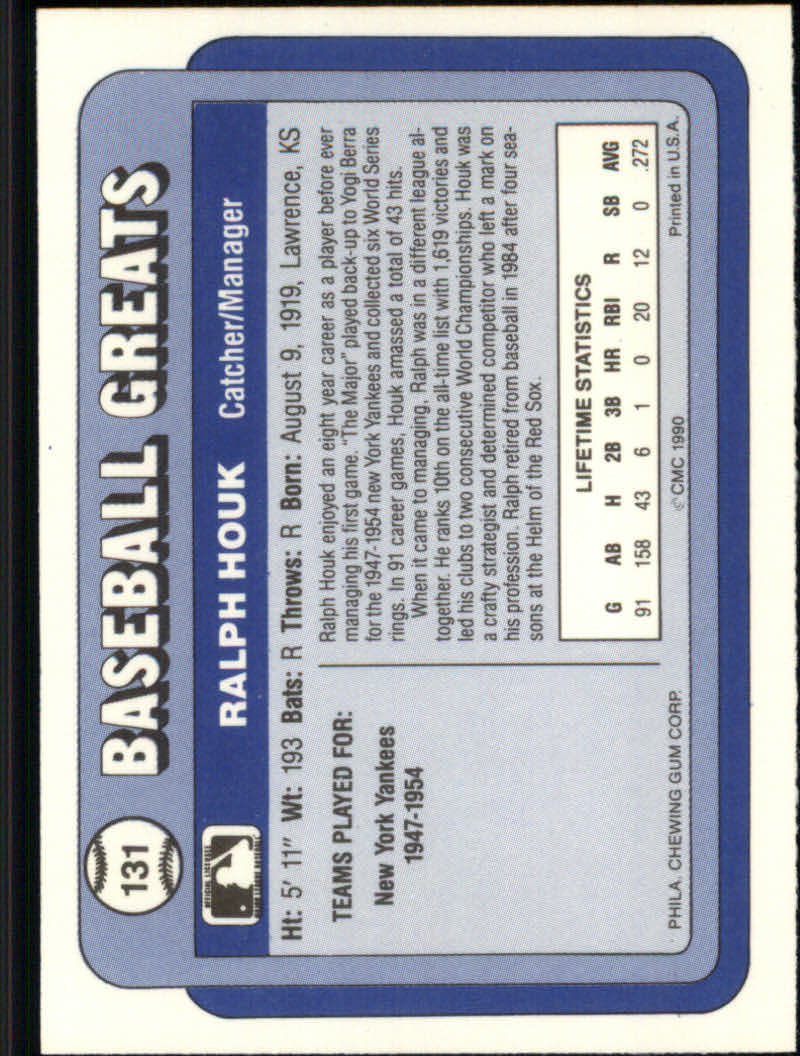 131
BASEBALL GREATS
RALPH HOUK Catcher/Manager
Ht: 5' 11" Wt: 193 Bats: R Throws: R Born: August 9, 1919, Lawrence, KS
TEAMS PLAYED FOR:
New York Yankees
1947-1954
Ralph Houk enjoyed an eight year career as a player before ever
managing his first game. "The Major" played back-up to Yogi Berra
for the 1947-1954 new York Yankees and collected six World Series
rings. In 91 career games, Houk amassed a total of 43 hits.
When it came to managing, Ralph was in a different league al-
together. He ranks 10th on the all-time list with 1,619 victories and
led his clubs to two consecutive World Championships. Houk was
a crafty strategist and determined competitor who left a mark on
his profession. Ralph retired from baseball in 1984 after four sea-
sons at the Helm of the Red Sox.
LIFETIME STATISTICS
G AB H 2B 3B HR RBI R SB AVG
91 158 43 6 1 0 20 12 0 .272
PHILA. CHEWING GUM CORP. ©CMC 1990 Printed in U.S.A.